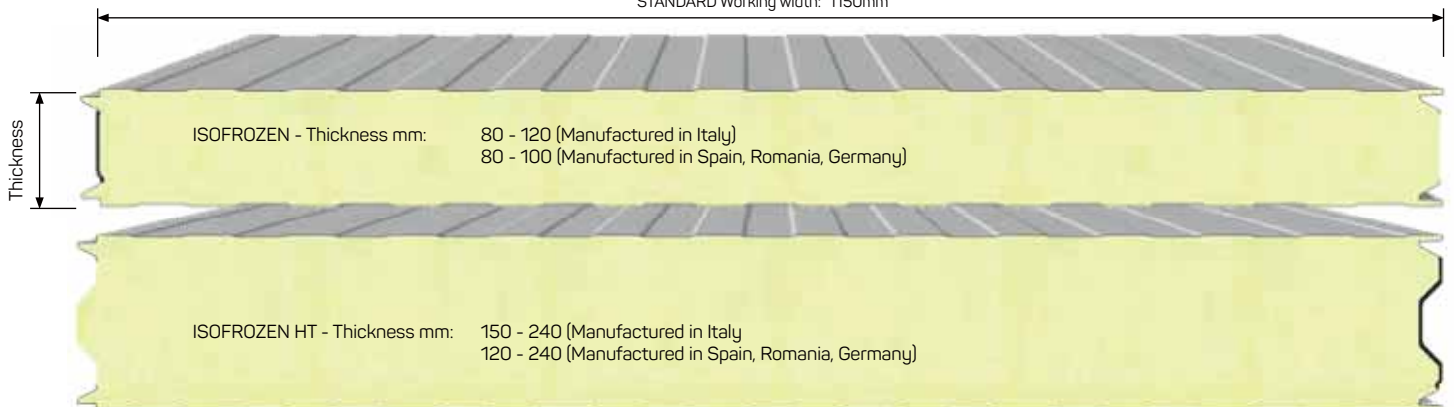 STANDARD Working width: 1150mm
Thickness
ISOFROZEN - Thickness mm: 80 - 120 (Manufactured in Italy)
80 - 100 (Manufactured in Spain, Romania, Germany)
ISOFROZEN HT - Thickness mm: 150 - 240 (Manufactured in Italy
120 - 240 (Manufactured in Spain, Romania, Germany)